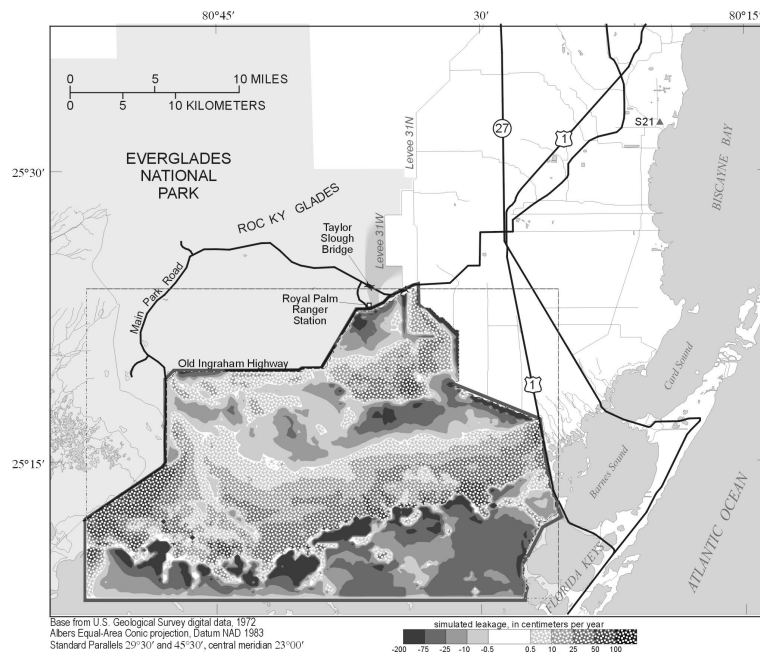 80°45′ 30′ 80°15′
0 5 10 MILES
0 5 10 KILOMETERS
S21
27
1
Levee 31N
BISCAYNE BAY
25°30′
EVERGLADES
NATIONAL
PARK
ROCKY GLADES
Taylor
Slough
Bridge
Levee 31W
Main Park Road
Royal Palm
Ranger
Station
Old Ingraham Highway
1
Card Sound
25°15′
Barnes Sound
ATLANTIC OCEAN
FLORIDA KEYS
Base from U.S. Geological Survey digital data, 1972
Albers Equal-Area Conic projection, Datum NAD 1983
Standard Parallels 29°30′ and 45°30′, central meridian 23°00′
simulated leakage, in centimeters per year
-200 -75 -25 -10 -0.5 0.5 10 25 50 100